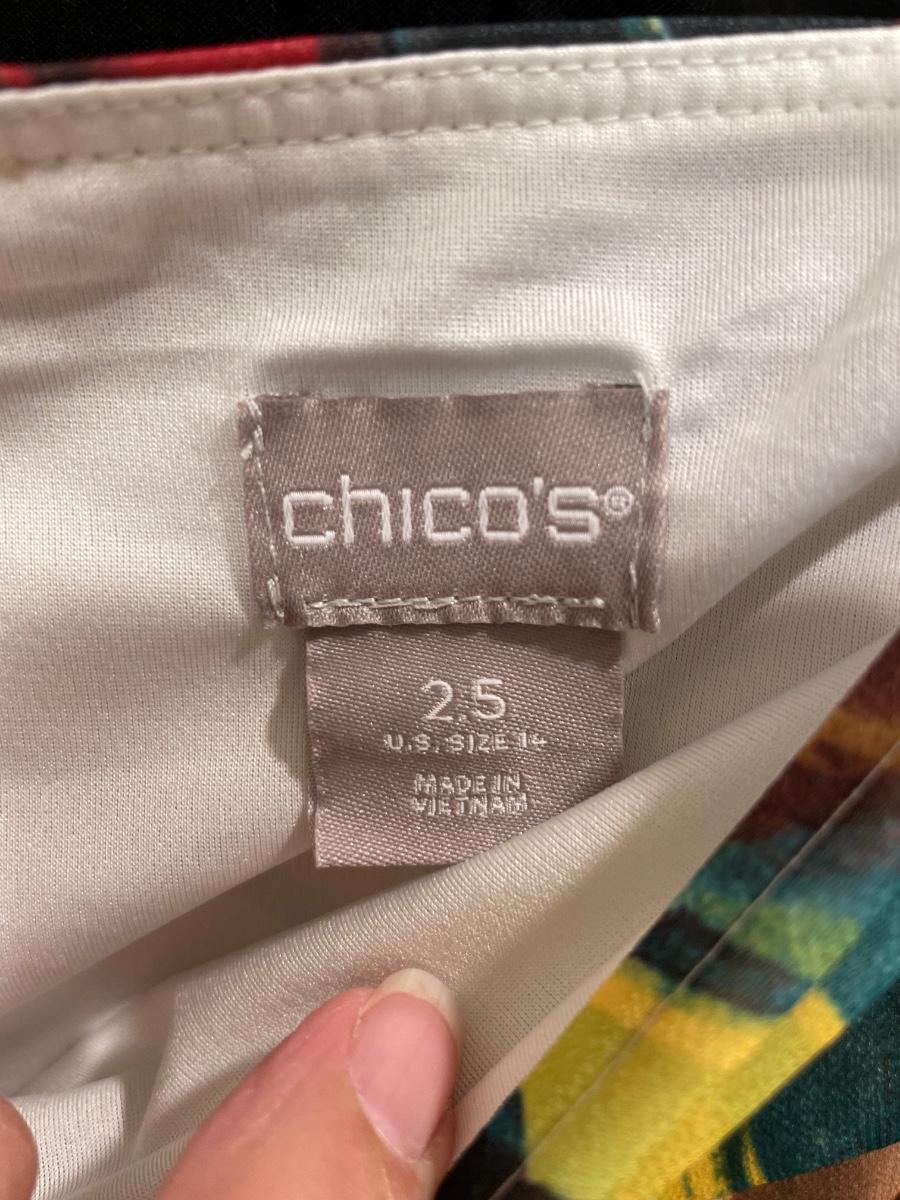 chico's®
2.5
U.S. SIZE 14
MADE IN
VIETNAM